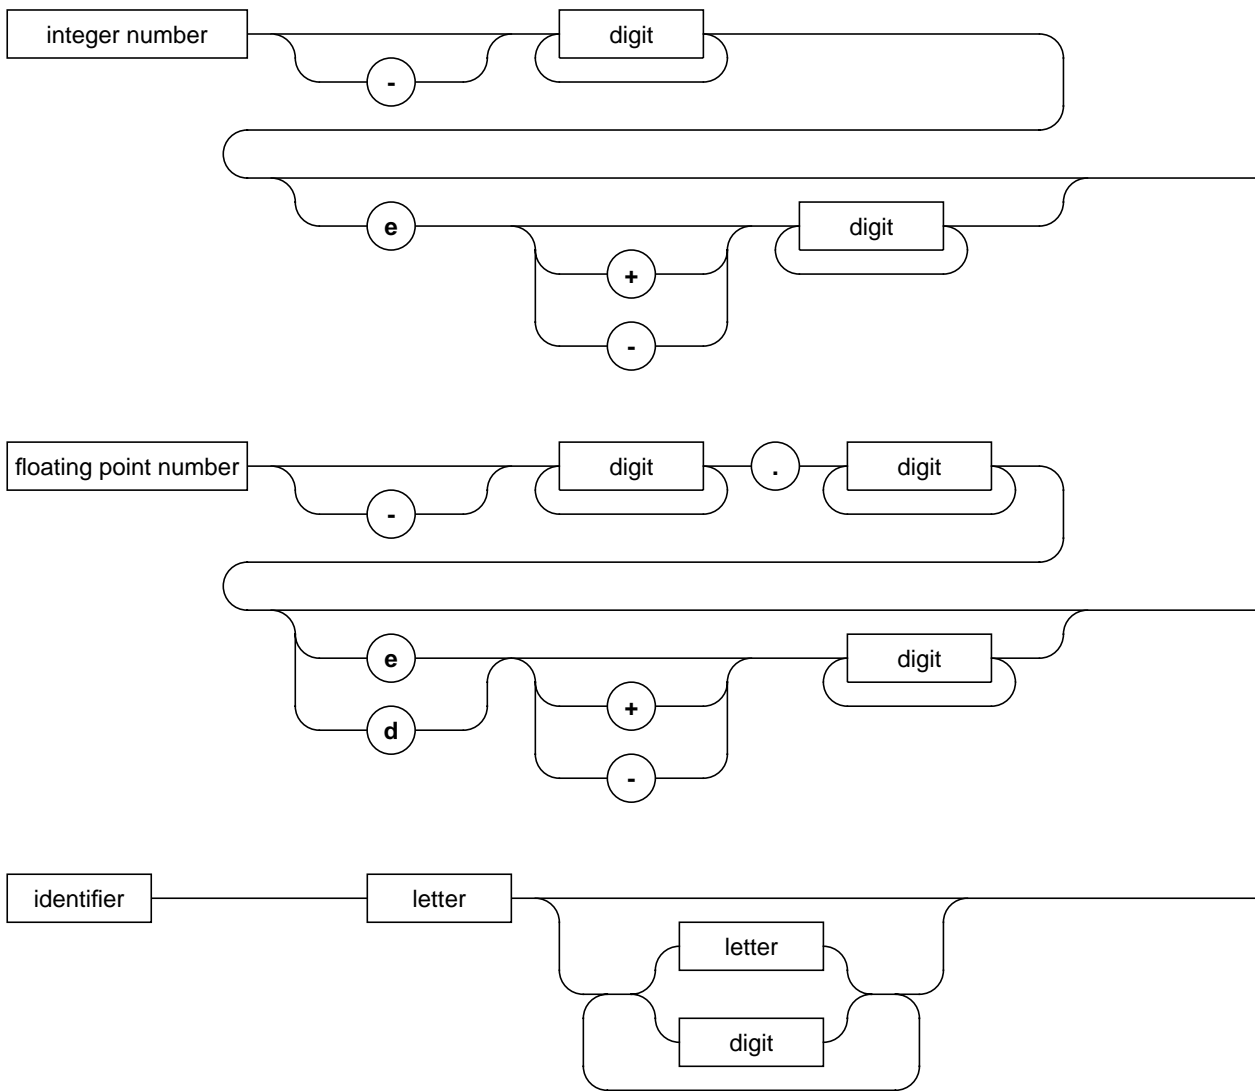 integer number - digit
e digit
+
-
floating point number - digit . digit
e digit
d +
-
identifier letter
letter
digit